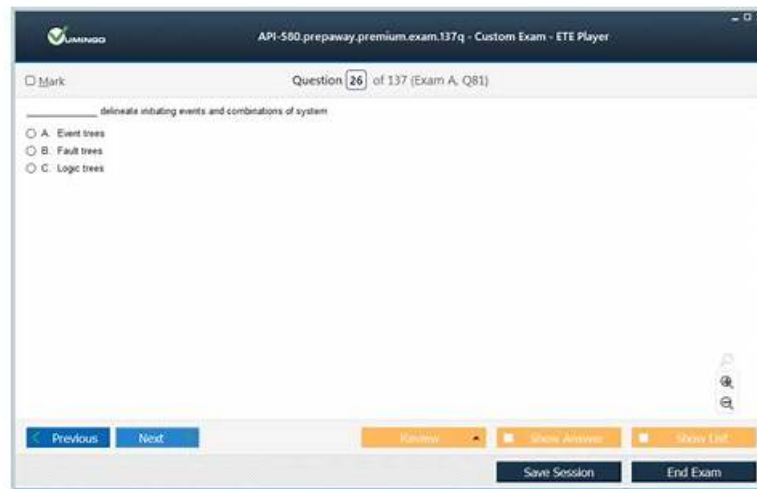 VUMINGO
API-580.prepaway.premium.exam.137q - Custom Exam - ETE Player
Mark
Question 26 of 137 (Exam A, Q81)
____________ delineate initiating events and combinations of system
A. Event trees
B. Fault trees
C. Logic trees
Previous Next Review Show Answer Show List
Save Session End Exam